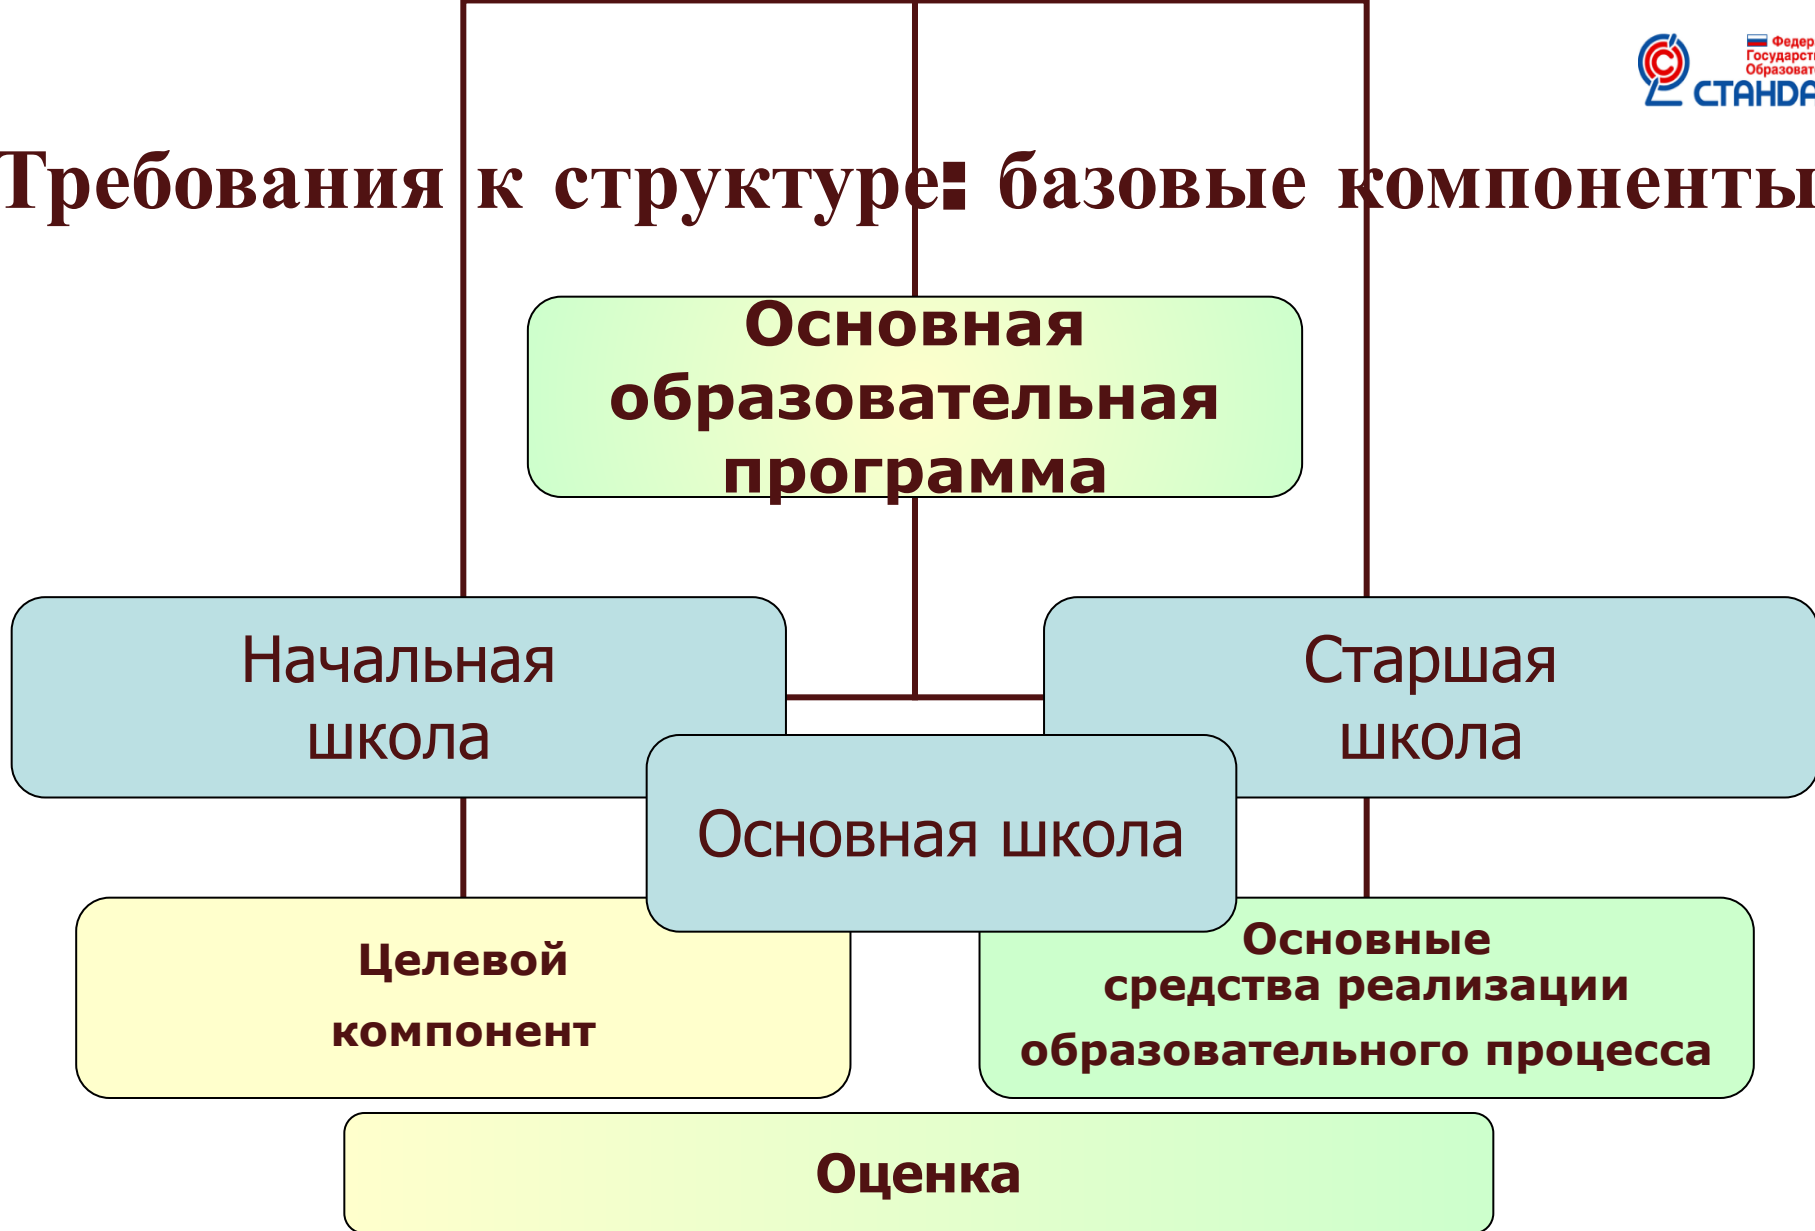 Требования к структуре: базовые компоненты
Основная
образовательная
программа
Начальная
школа
Старшая
школа
Основная школа
Целевой
компонент
Основные
средства реализации
образовательного процесса
Оценка